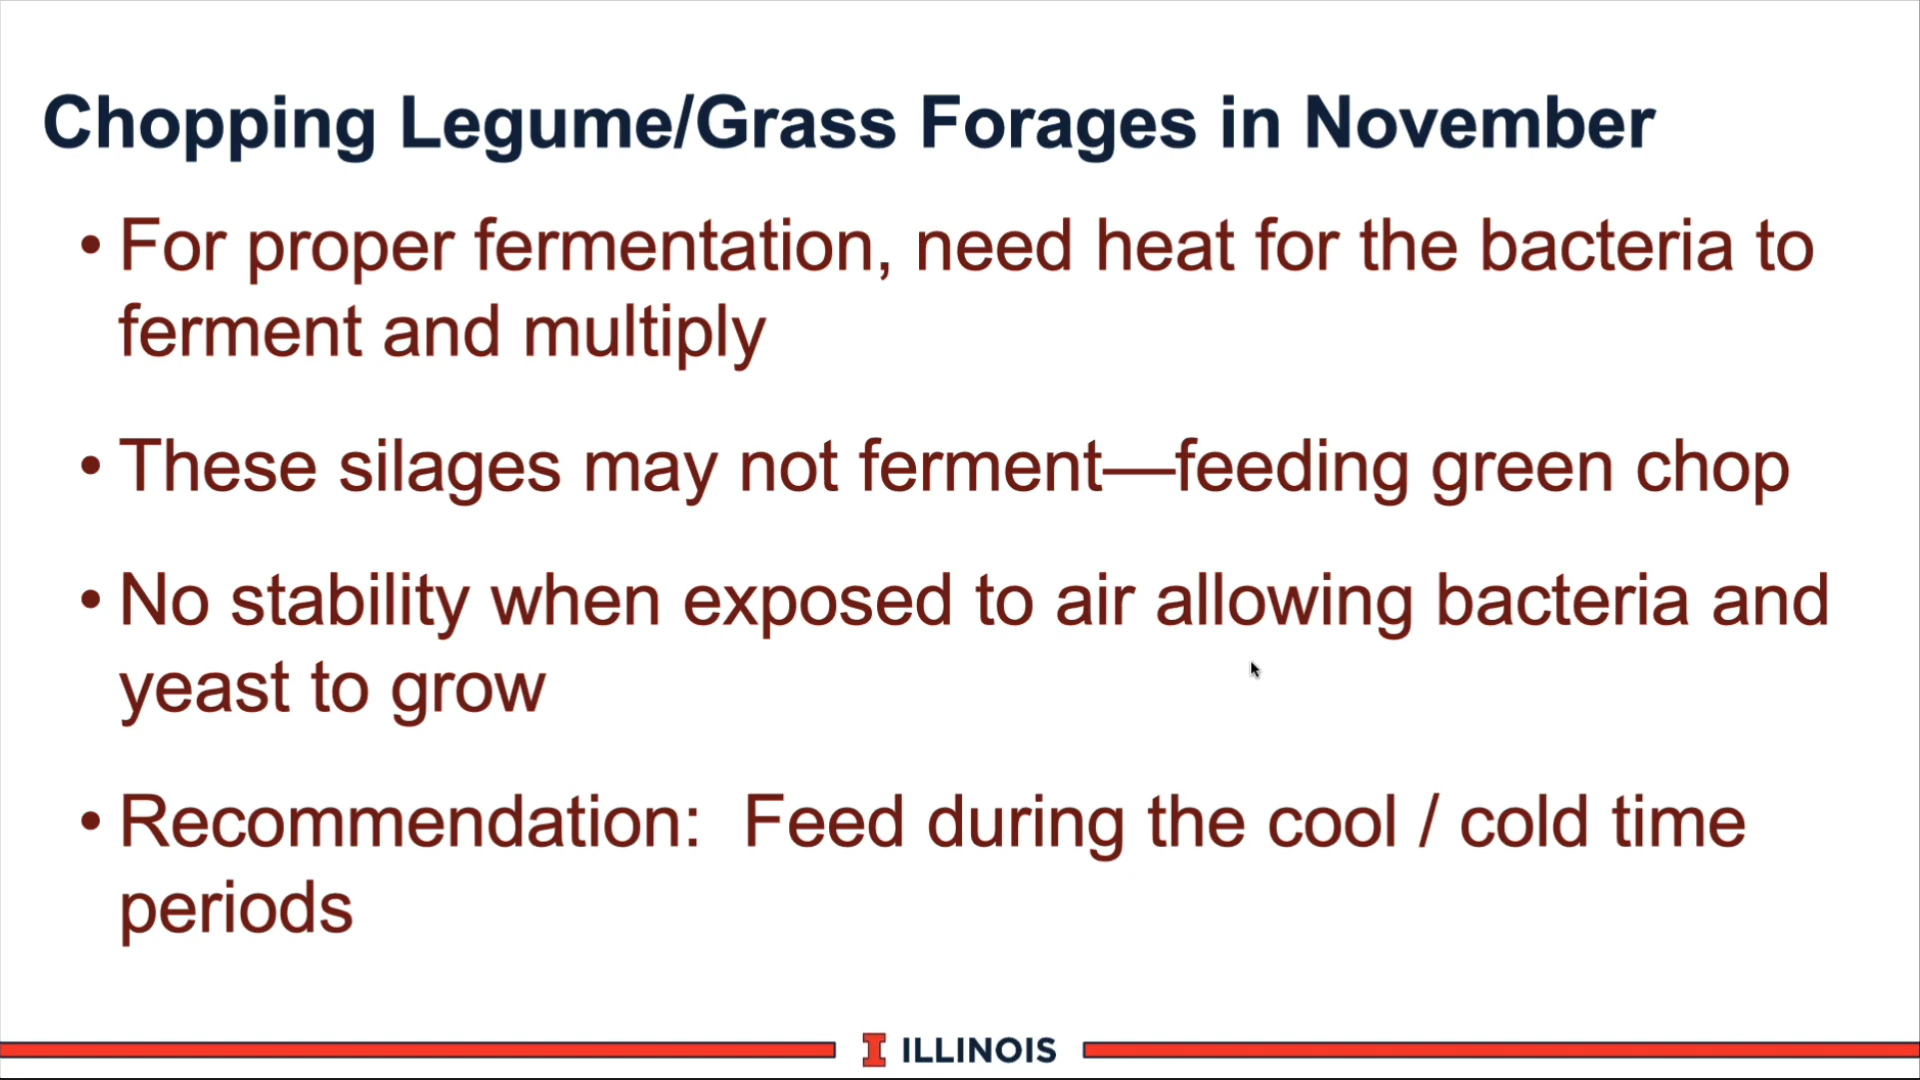 Chopping Legume/Grass Forages in November
• For proper fermentation, need heat for the bacteria to
ferment and multiply
• These silages may not ferment—feeding green chop
• No stability when exposed to air allowing bacteria and
yeast to grow
• Recommendation:  Feed during the cool / cold time
periods
I ILLINOIS